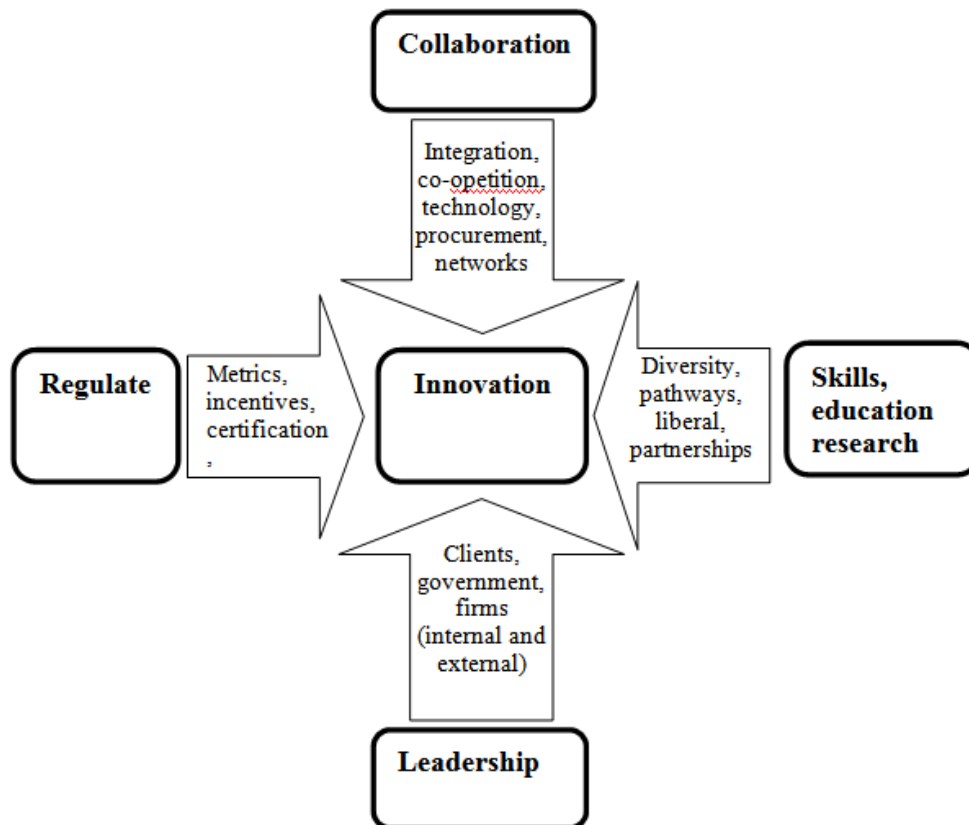 Collaboration
Integration,
co-opetition,
technology,
procurement,
networks
Regulate
Metrics,
incentives,
certification
,
Innovation
Diversity,
pathways,
liberal,
partnerships
Skills,
education
research
Clients,
government,
firms
(internal and
external)
Leadership